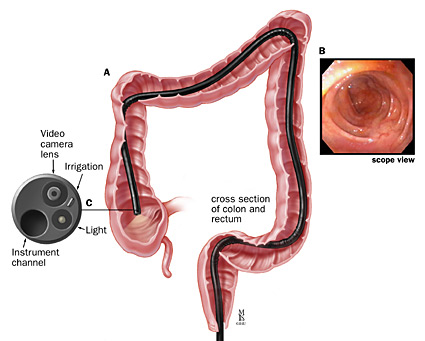 A
B
scope view
Video
camera
lens
Irrigation
C
Light
Instrument
channel
cross section
of colon and
rectum